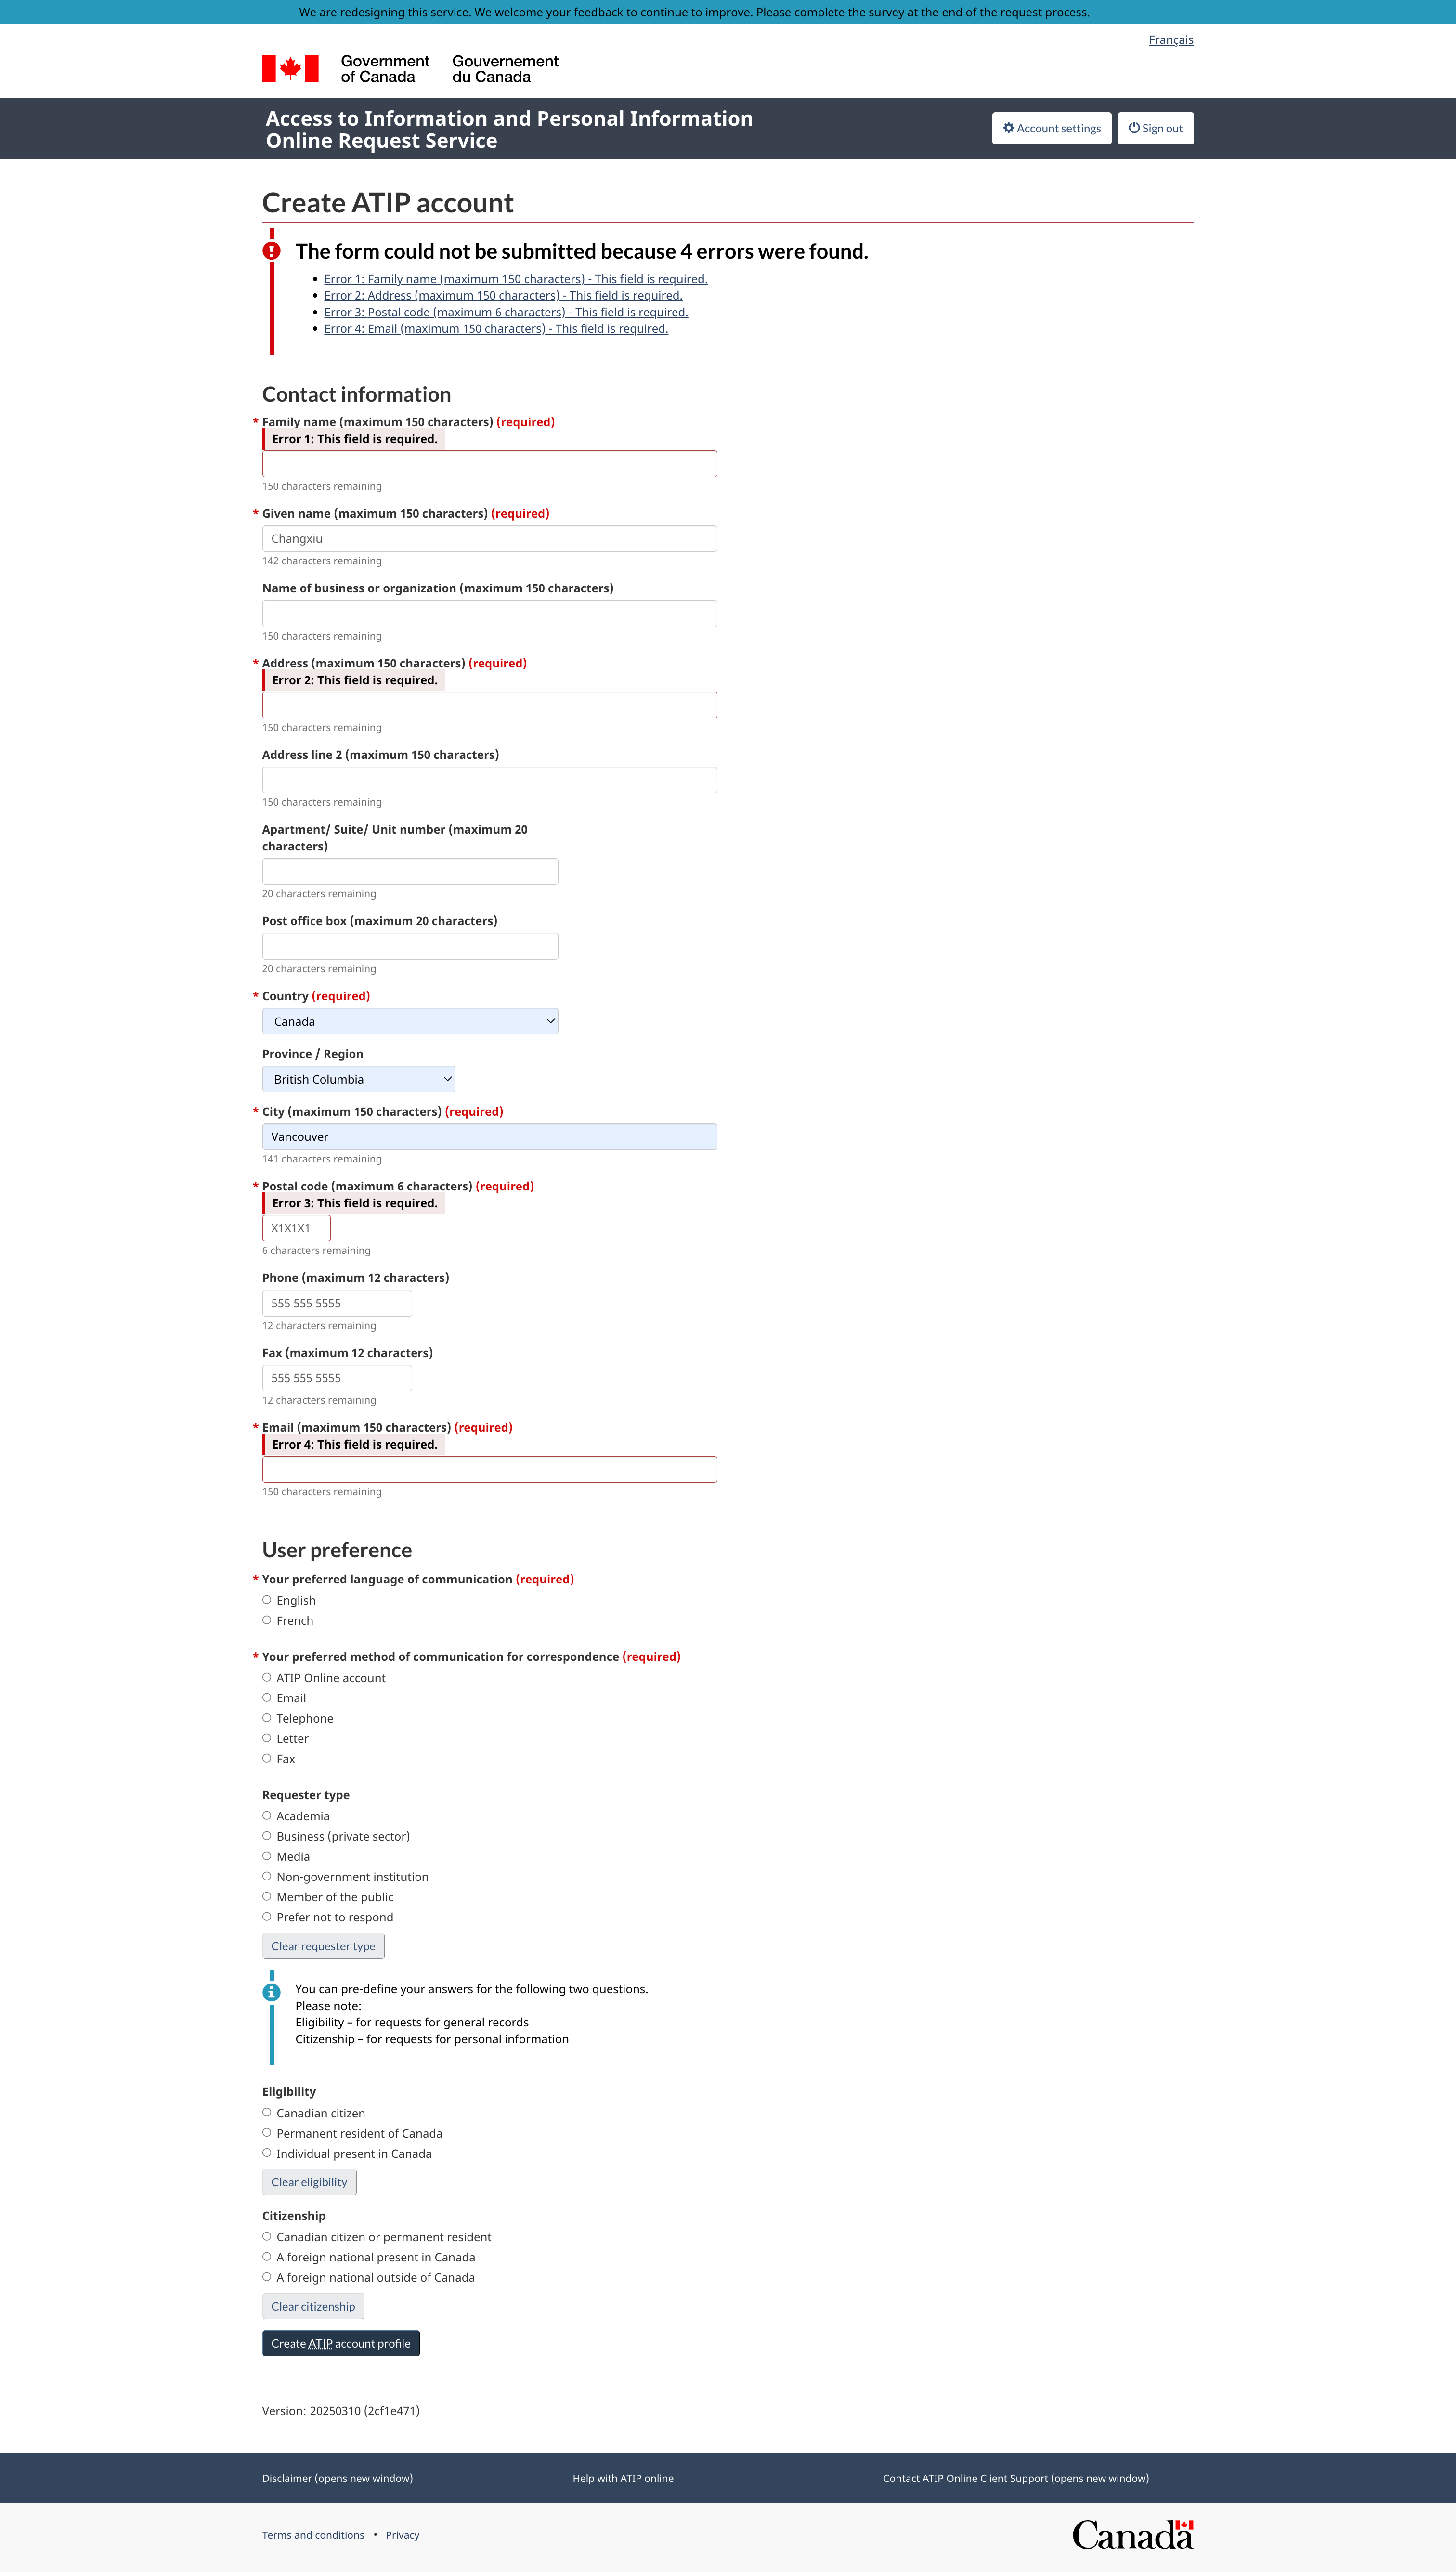 We are redesigning this service. We welcome your feedback to continue to improve. Please complete the survey at the end of the request process.
Français
Government of Canada
Gouvernement du Canada
Access to Information and Personal Information
Online Request Service
Account settings
Sign out
Create ATIP account
The form could not be submitted because 4 errors were found.
Error 1: Family name (maximum 150 characters) - This field is required.
Error 2: Address (maximum 150 characters) - This field is required.
Error 3: Postal code (maximum 6 characters) - This field is required.
Error 4: Email (maximum 150 characters) - This field is required.
Contact information
* Family name (maximum 150 characters) (required)
Error 1: This field is required.
150 characters remaining
* Given name (maximum 150 characters) (required)
Changxiu
142 characters remaining
Name of business or organization (maximum 150 characters)
150 characters remaining
* Address (maximum 150 characters) (required)
Error 2: This field is required.
150 characters remaining
Address line 2 (maximum 150 characters)
150 characters remaining
Apartment/ Suite/ Unit number (maximum 20
characters)
20 characters remaining
Post office box (maximum 20 characters)
20 characters remaining
* Country (required)
Canada
Province / Region
British Columbia
* City (maximum 150 characters) (required)
Vancouver
141 characters remaining
* Postal code (maximum 6 characters) (required)
Error 3: This field is required.
X1X1X1
6 characters remaining
Phone (maximum 12 characters)
555 555 5555
12 characters remaining
Fax (maximum 12 characters)
555 555 5555
12 characters remaining
* Email (maximum 150 characters) (required)
Error 4: This field is required.
150 characters remaining
User preference
* Your preferred language of communication (required)
English
French
* Your preferred method of communication for correspondence (required)
ATIP Online account
Email
Telephone
Letter
Fax
Requester type
Academia
Business (private sector)
Media
Non-government institution
Member of the public
Prefer not to respond
Clear requester type
You can pre-define your answers for the following two questions.
Please note:
Eligibility – for requests for general records
Citizenship – for requests for personal information
Eligibility
Canadian citizen
Permanent resident of Canada
Individual present in Canada
Clear eligibility
Citizenship
Canadian citizen or permanent resident
A foreign national present in Canada
A foreign national outside of Canada
Clear citizenship
Create ATIP account profile
Version: 20250310 (2cf1e471)
Disclaimer (opens new window)
Help with ATIP online
Contact ATIP Online Client Support (opens new window)
Terms and conditions • Privacy
Canada